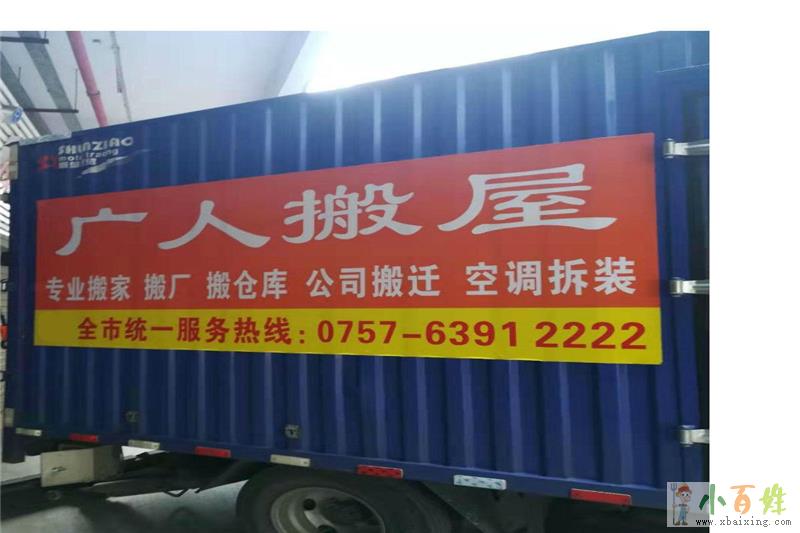 SHUNZIAO
广人搬屋
专业搬家 搬厂 搬仓库 公司搬迁 空调拆装
全市统一服务热线：0757-6391 2222
小百姓
www.xbaixing.com